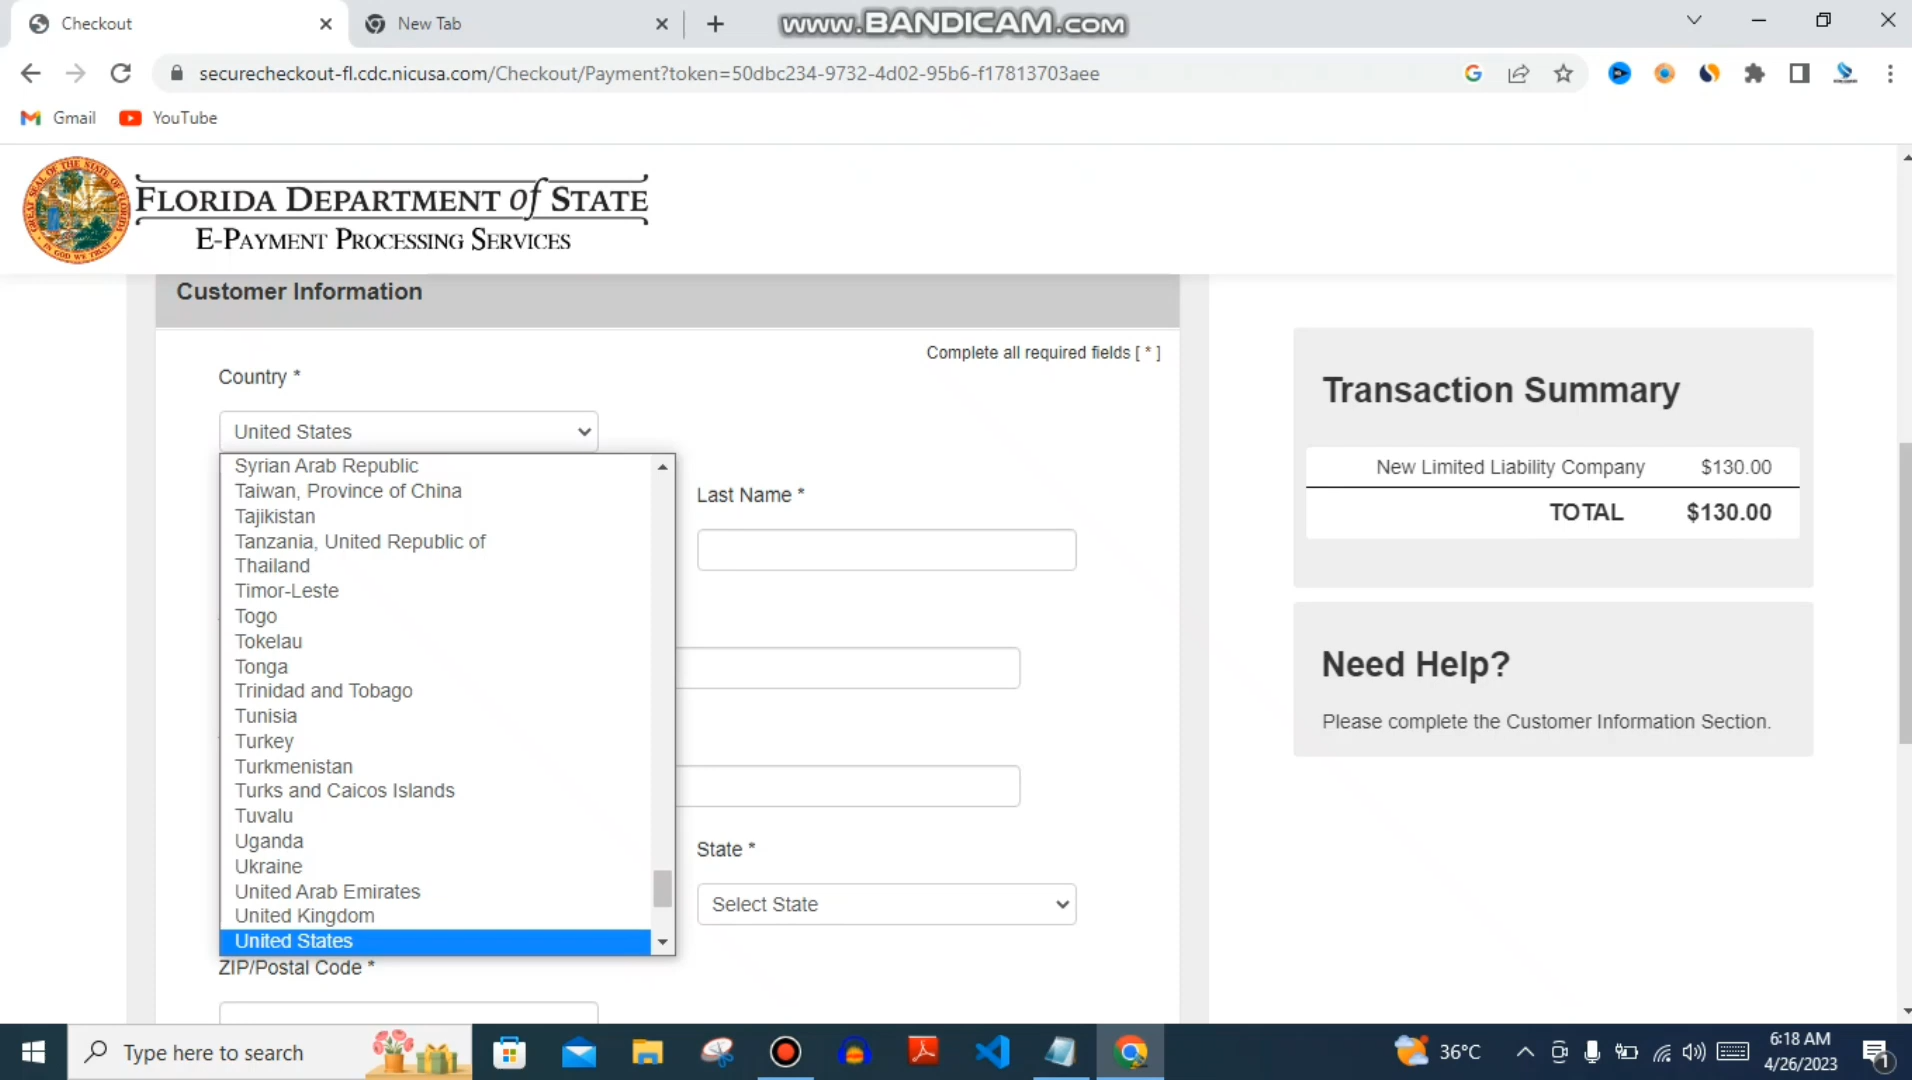 Checkout
New Tab
www.BANDICAM.com
securecheckout-fl.cdc.nicusa.com/Checkout/Payment?token=50dbc234-9732-4d02-95b6-f17813703aee
Gmail
YouTube
FLORIDA DEPARTMENT of STATE
E-PAYMENT PROCESSING SERVICES
Customer Information
Complete all required fields [ * ]
Country *
United States
Syrian Arab Republic
Taiwan, Province of China
Tajikistan
Tanzania, United Republic of
Thailand
Timor-Leste
Togo
Tokelau
Tonga
Trinidad and Tobago
Tunisia
Turkey
Turkmenistan
Turks and Caicos Islands
Tuvalu
Uganda
Ukraine
United Arab Emirates
United Kingdom
United States
Last Name *
State *
Select State
ZIP/Postal Code *
Transaction Summary
New Limited Liability Company $130.00
TOTAL $130.00
Need Help?
Please complete the Customer Information Section.
Type here to search
36°C
6:18 AM
4/26/2023
1